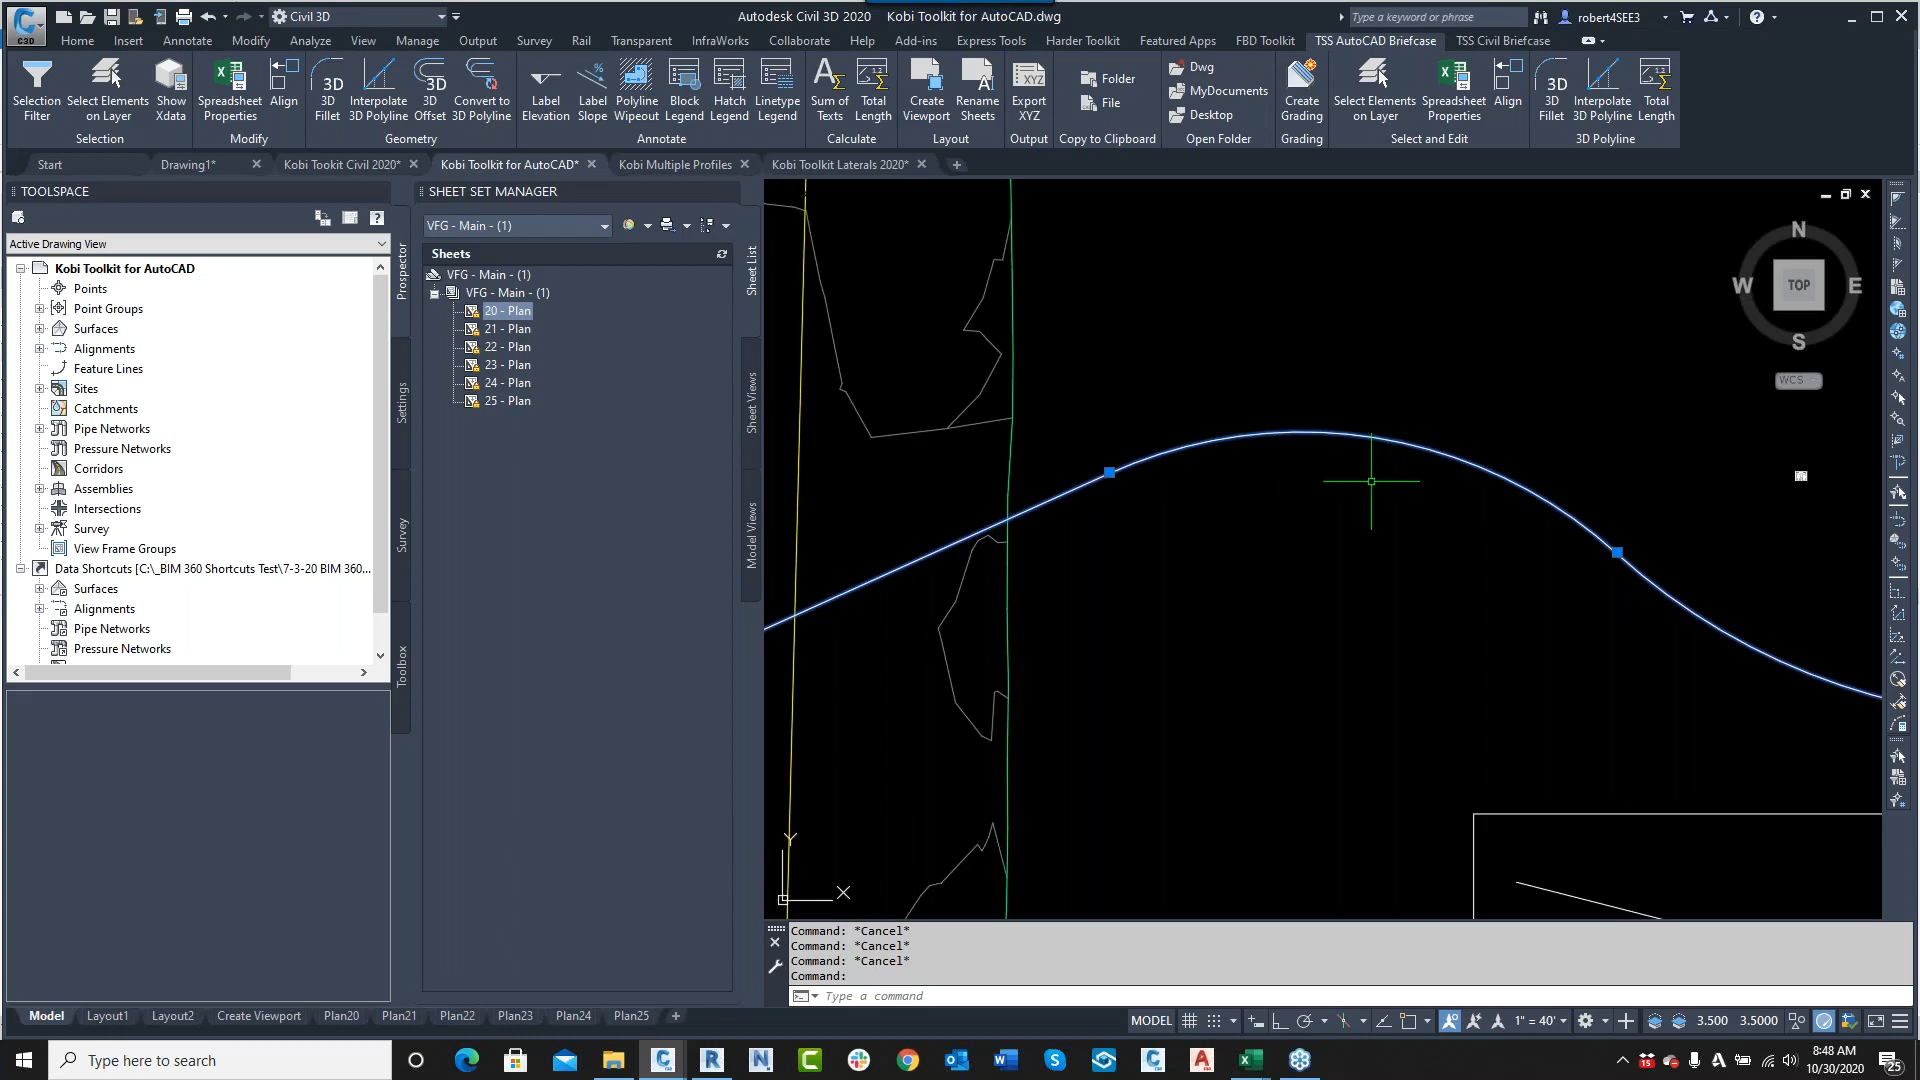 Civil 3D
Autodesk Civil 3D 2020 Kobi Toolkit for AutoCAD.dwg
Type a keyword or phrase
robert4SEE3
C3D
Home Insert Annotate Modify Analyze View Manage Output Survey Rail Transparent InfraWorks Collaborate Help Add-ins Express Tools Harder Toolkit Featured Apps FBD Toolkit TSS AutoCAD Briefcase TSS Civil Briefcase
Selection Filter
Select Elements on Layer
Show Xdata
Spreadsheet Properties
Align
3D Fillet
Interpolate 3D Polyline
3D Offset
Convert to 3D Polyline
Label Elevation
Label Slope
Polyline Wipeout
Block Legend
Hatch Legend
Linetype Legend
Sum of Texts
Total Length
Create Viewport
Rename Sheets
Export XYZ
Folder
File
Dwg
MyDocuments
Desktop
Create Grading
Select Elements on Layer
Spreadsheet Properties
Align
3D Fillet
Interpolate 3D Polyline
Total Length
Selection Modify Geometry Annotate Calculate Layout Output Copy to Clipboard Open Folder Grading Select and Edit 3D Polyline
Start Drawing1* Kobi Tookit Civil 2020* Kobi Toolkit for AutoCAD* Kobi Multiple Profiles Kobi Toolkit Laterals 2020*
TOOLSPACE
Active Drawing View
Kobi Toolkit for AutoCAD
Points
Point Groups
Surfaces
Alignments
Feature Lines
Sites
Catchments
Pipe Networks
Pressure Networks
Corridors
Assemblies
Intersections
Survey
View Frame Groups
Data Shortcuts [C:\_BIM 360 Shortcuts Test\7-3-20 BIM 360...
Surfaces
Alignments
Pipe Networks
Pressure Networks
Prospector
Settings
Survey
Toolbox
SHEET SET MANAGER
VFG - Main - (1)
Sheets
VFG - Main - (1)
VFG - Main - (1)
20 - Plan
21 - Plan
22 - Plan
23 - Plan
24 - Plan
25 - Plan
Sheet List
Sheet Views
Model Views
N
W TOP E
S
WCS
Y
X
Command: *Cancel*
Command: *Cancel*
Command: *Cancel*
Command:
Type a command
Model Layout1 Layout2 Create Viewport Plan20 Plan21 Plan22 Plan23 Plan24 Plan25
MODEL 1" = 40' 3.500 3.5000
Type here to search
8:48 AM
10/30/2020
25